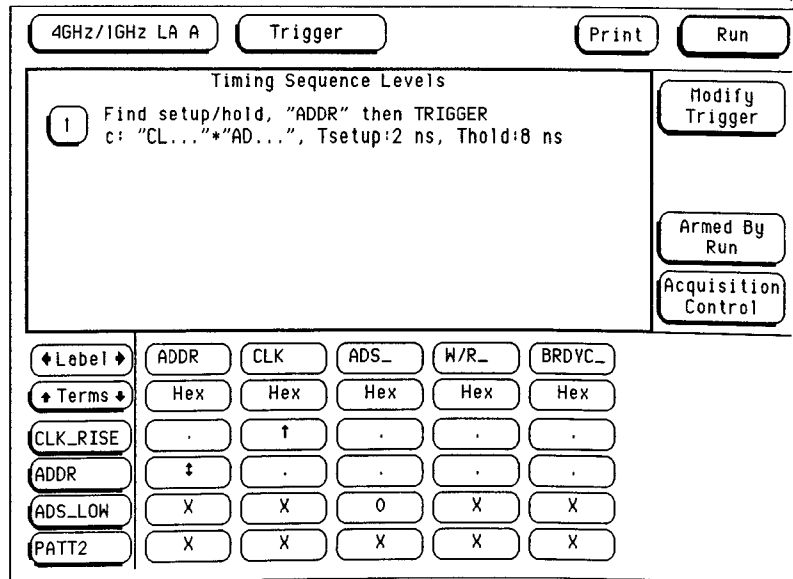 4GHz/1GHz LA A Trigger Print Run
Timing Sequence Levels
1 Find setup/hold, "ADDR" then TRIGGER
c: "CL..."*"AD...", Tsetup:2 ns, Thold:8 ns
Modify
Trigger
Armed By
Run
Acquisition
Control
Label ADDR CLK ADS_ W/R_ BRDYC_
Terms Hex Hex Hex Hex Hex
CLK_RISE . ↑ . . .
ADDR ↕ . . . .
ADS_LOW X X 0 X X
PATT2 X X X X X